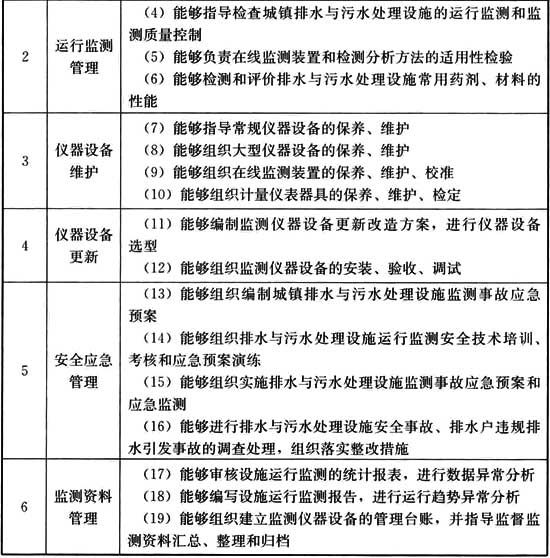 2
运行监测
管理
(4) 能够指导检查城镇排水与污水处理设施的运行监测和监
测质量控制
(5) 能够负责在线监测装置和检测分析方法的适用性检验
(6) 能够检测和评价排水与污水处理设施常用药剂、材料的
性能
3
仪器设备
维护
(7) 能够指导常规仪器设备的保养、维护
(8) 能够组织大型仪器设备的保养、维护
(9) 能够组织在线监测装置的保养、维护、校准
(10) 能够组织计量仪表器具的保养、维护、检定
4
仪器设备
更新
(11) 能够编制监测仪器设备更新改造方案，进行仪器设备
选型
(12) 能够组织监测仪器设备的安装、验收、调试
5
安全应急
管理
(13) 能够组织编制城镇排水与污水处理设施监测事故应急
预案
(14) 能够组织排水与污水处理设施运行监测安全技术培训、
考核和应急预案演练
(15) 能够组织实施排水与污水处理设施监测事故应急预案和
应急监测
(16) 能够进行排水与污水处理设施安全事故、排水户违规排
水引发事故的调查处理，组织落实整改措施
6
监测资料
管理
(17) 能够审核设施运行监测的统计报表，进行数据异常分析
(18) 能够编写设施运行监测报告，进行运行趋势异常分析
(19) 能够组织建立监测仪器设备的管理台账，并指导监督监
测资料汇总、整理和归档